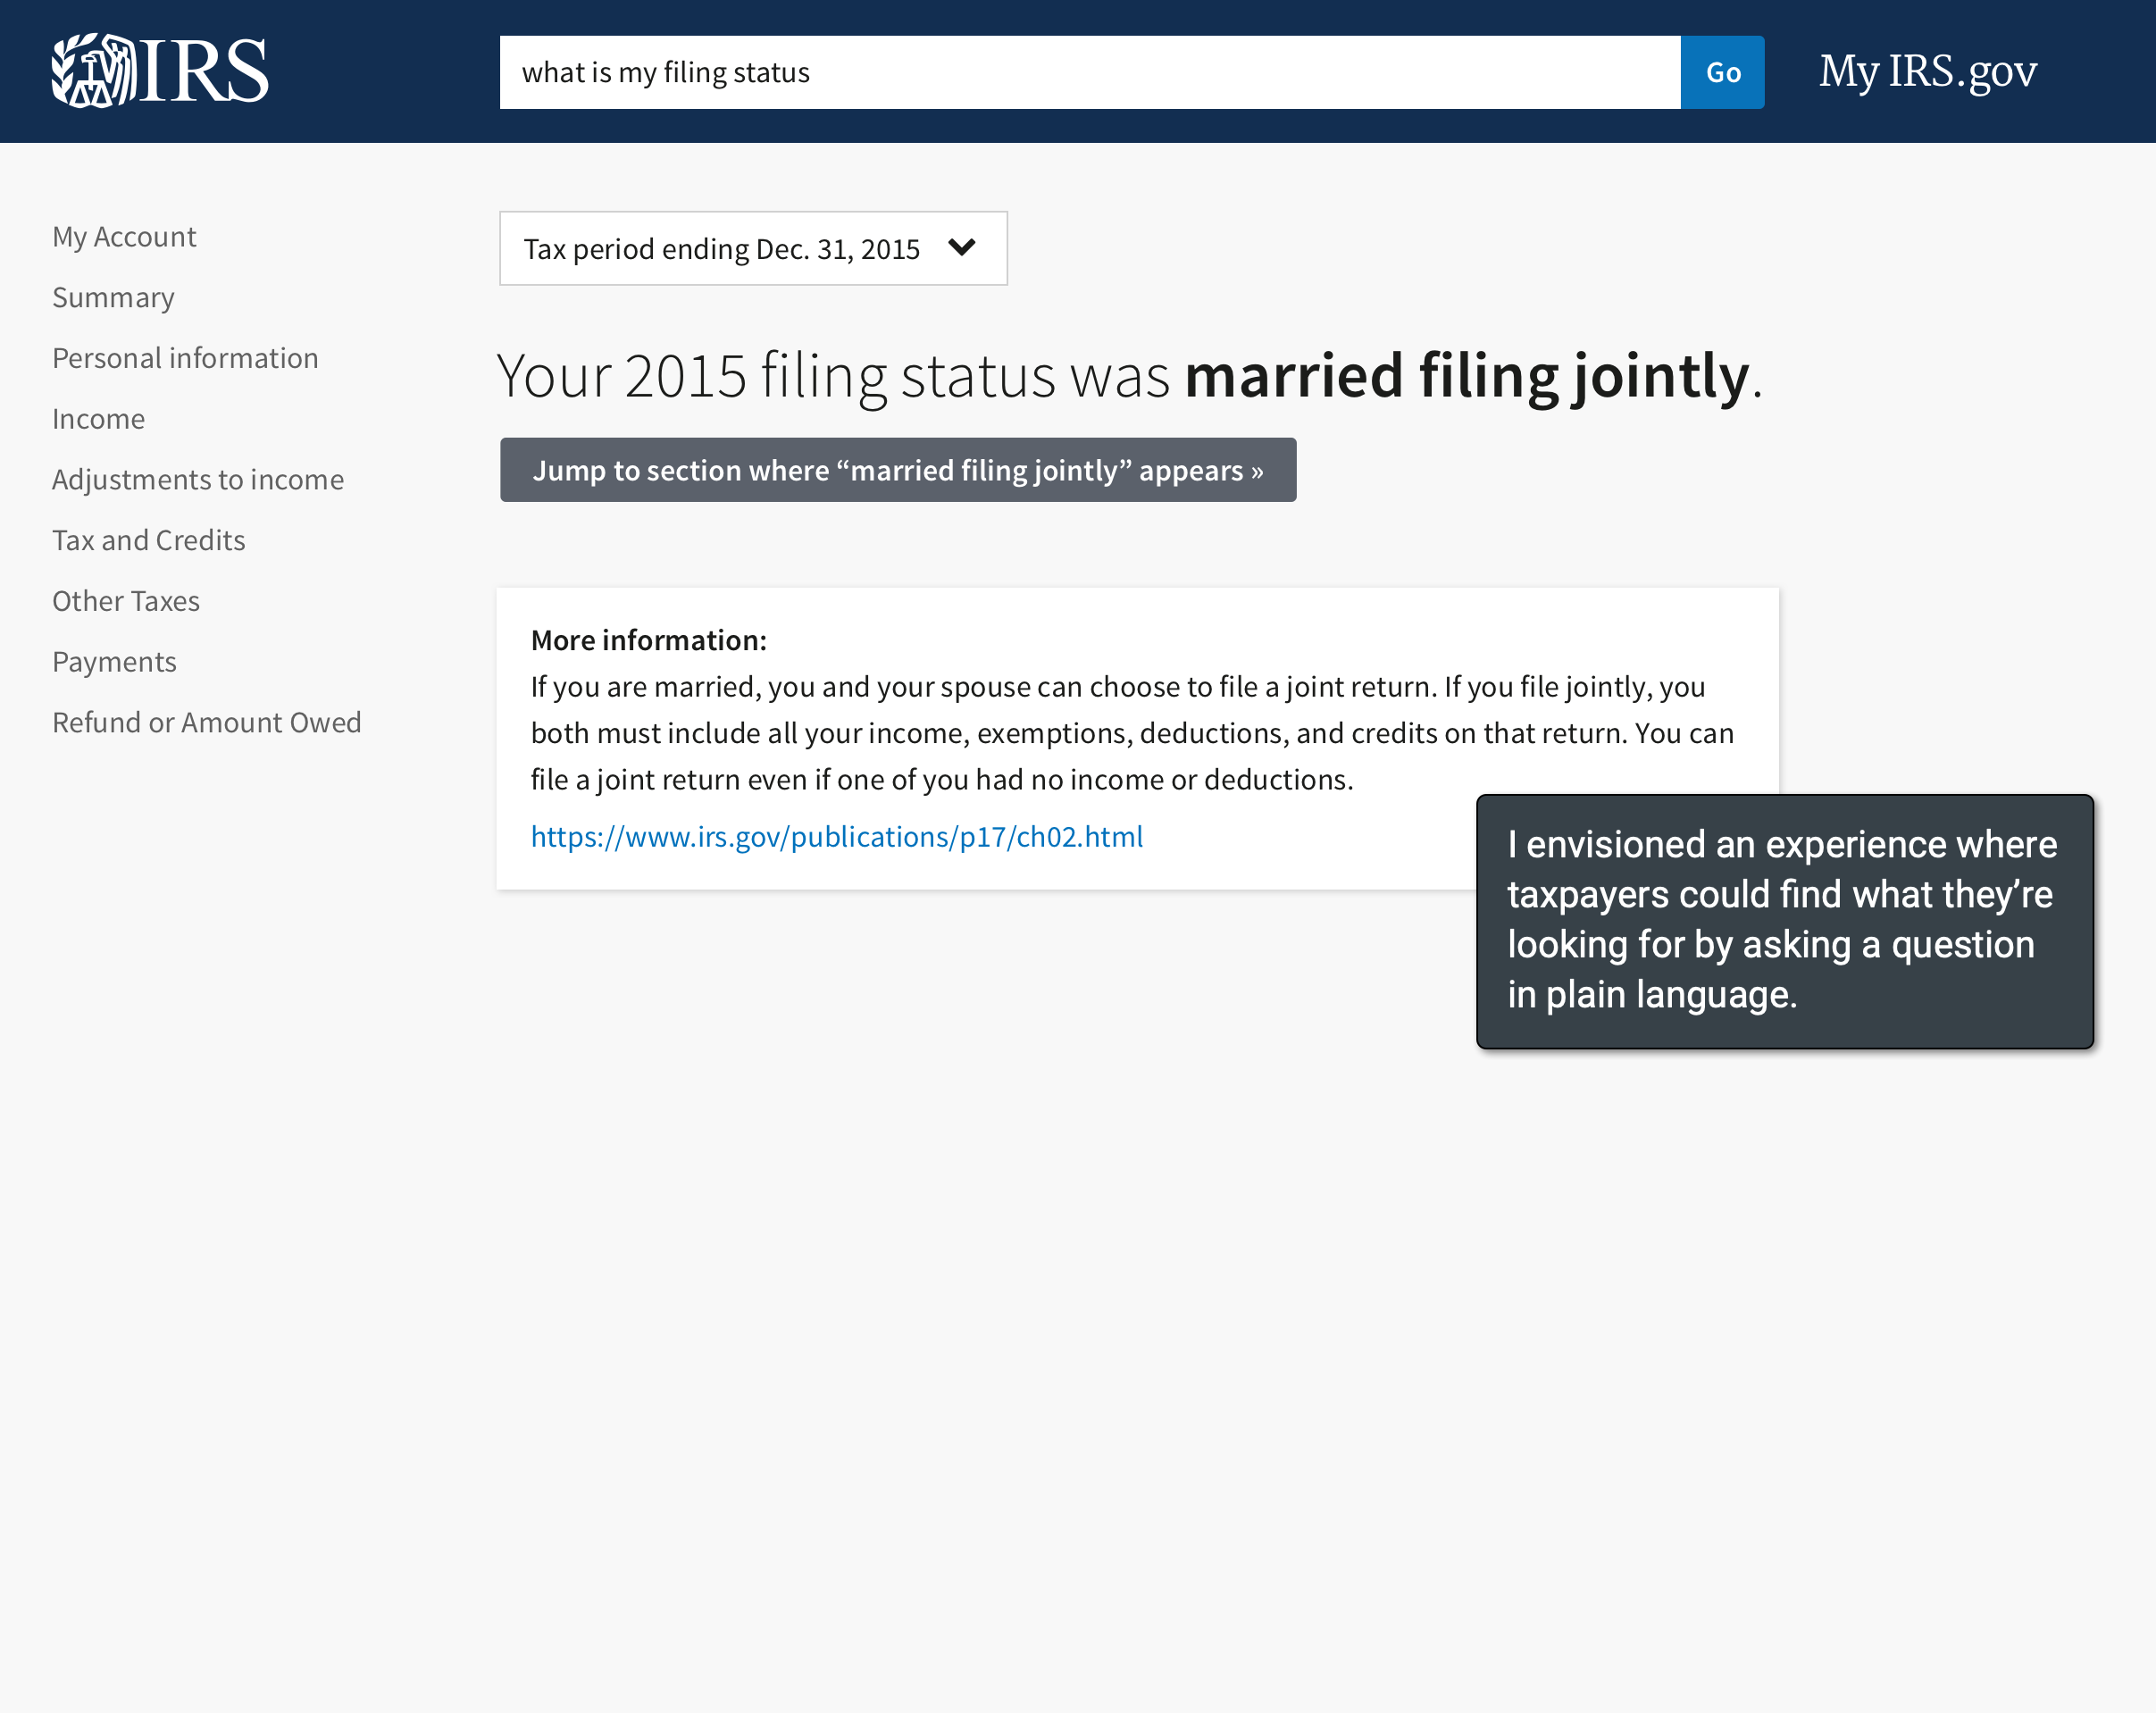 IRS
what is my filing status
Go
My IRS.gov
My Account
Summary
Personal information
Income
Adjustments to income
Tax and Credits
Other Taxes
Payments
Refund or Amount Owed
Tax period ending Dec. 31, 2015
Your 2015 filing status was married filing jointly.
Jump to section where “married filing jointly” appears »
More information:
If you are married, you and your spouse can choose to file a joint return. If you file jointly, you
both must include all your income, exemptions, deductions, and credits on that return. You can
file a joint return even if one of you had no income or deductions.
https://www.irs.gov/publications/p17/ch02.html
I envisioned an experience where
taxpayers could find what they’re
looking for by asking a question
in plain language.